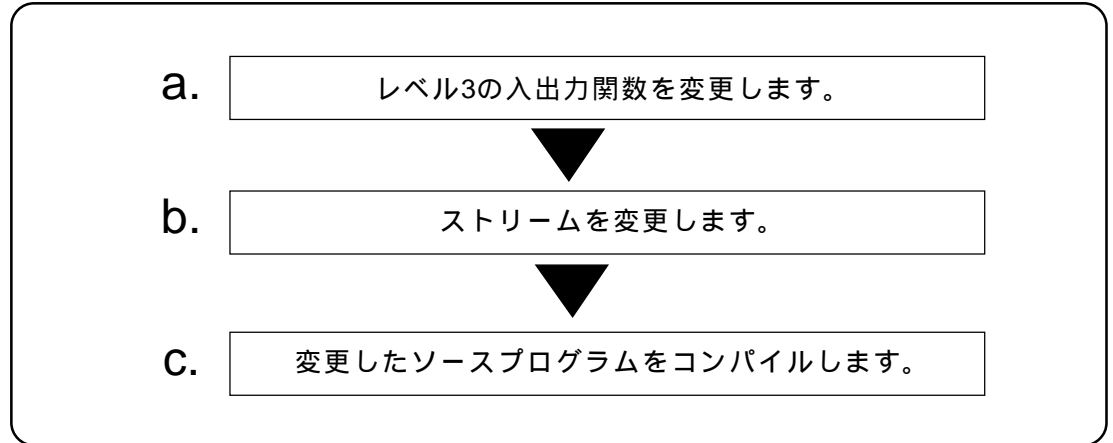 a. レベル3の入出力関数を変更します。
b. ストリームを変更します。
c. 変更したソースプログラムをコンパイルします。